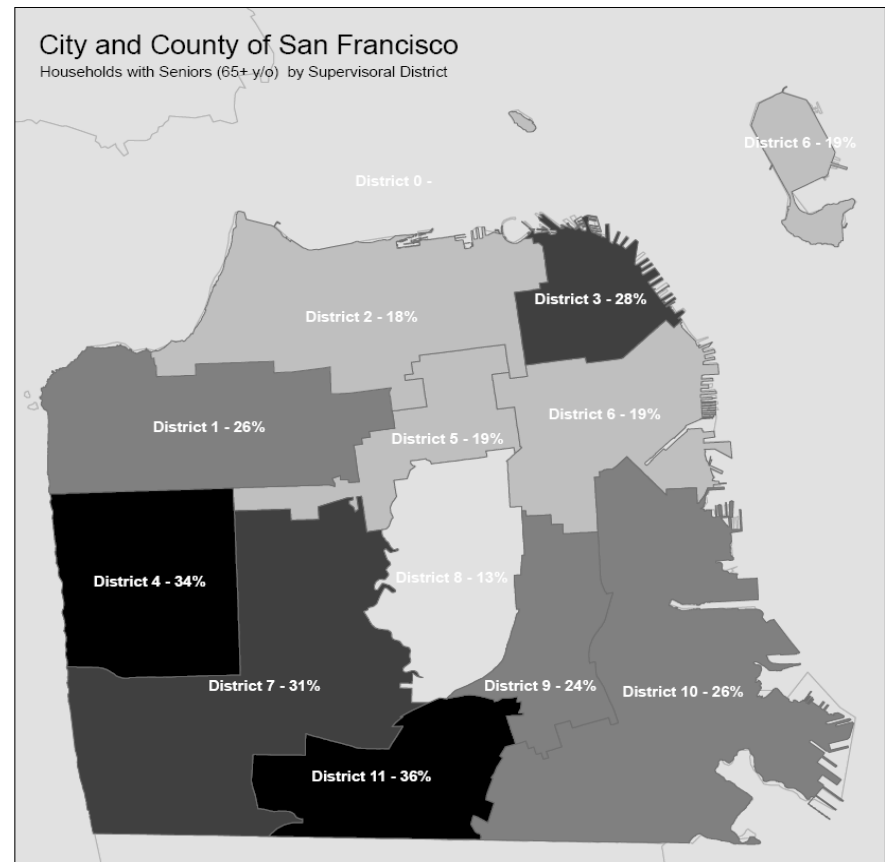 City and County of San Francisco
Households with Seniors (65+ y/o) by Supervisoral District
District 6 - 19%
District 0 -
District 3 - 28%
District 2 - 18%
District 6 - 19%
District 1 - 26%
District 5 - 19%
District 8 - 13%
District 4 - 34%
District 7 - 31%
District 9 - 24%
District 10 - 26%
District 11 - 36%